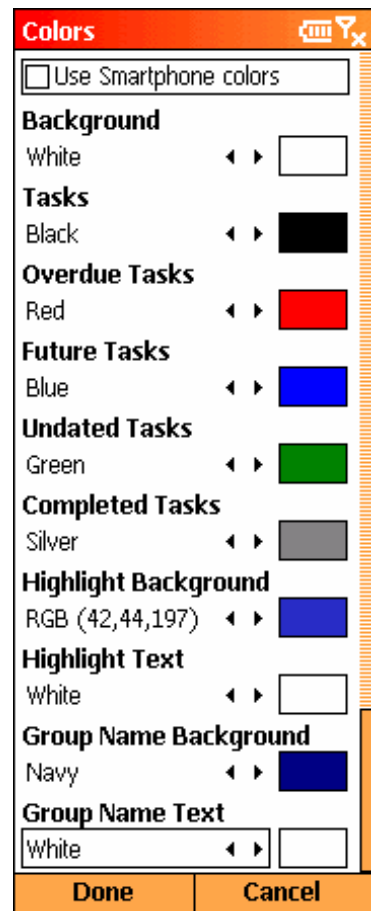 Colors
Use Smartphone colors
Background
White
Tasks
Black
Overdue Tasks
Red
Future Tasks
Blue
Undated Tasks
Green
Completed Tasks
Silver
Highlight Background
RGB (42,44,197)
Highlight Text
White
Group Name Background
Navy
Group Name Text
White
Done Cancel